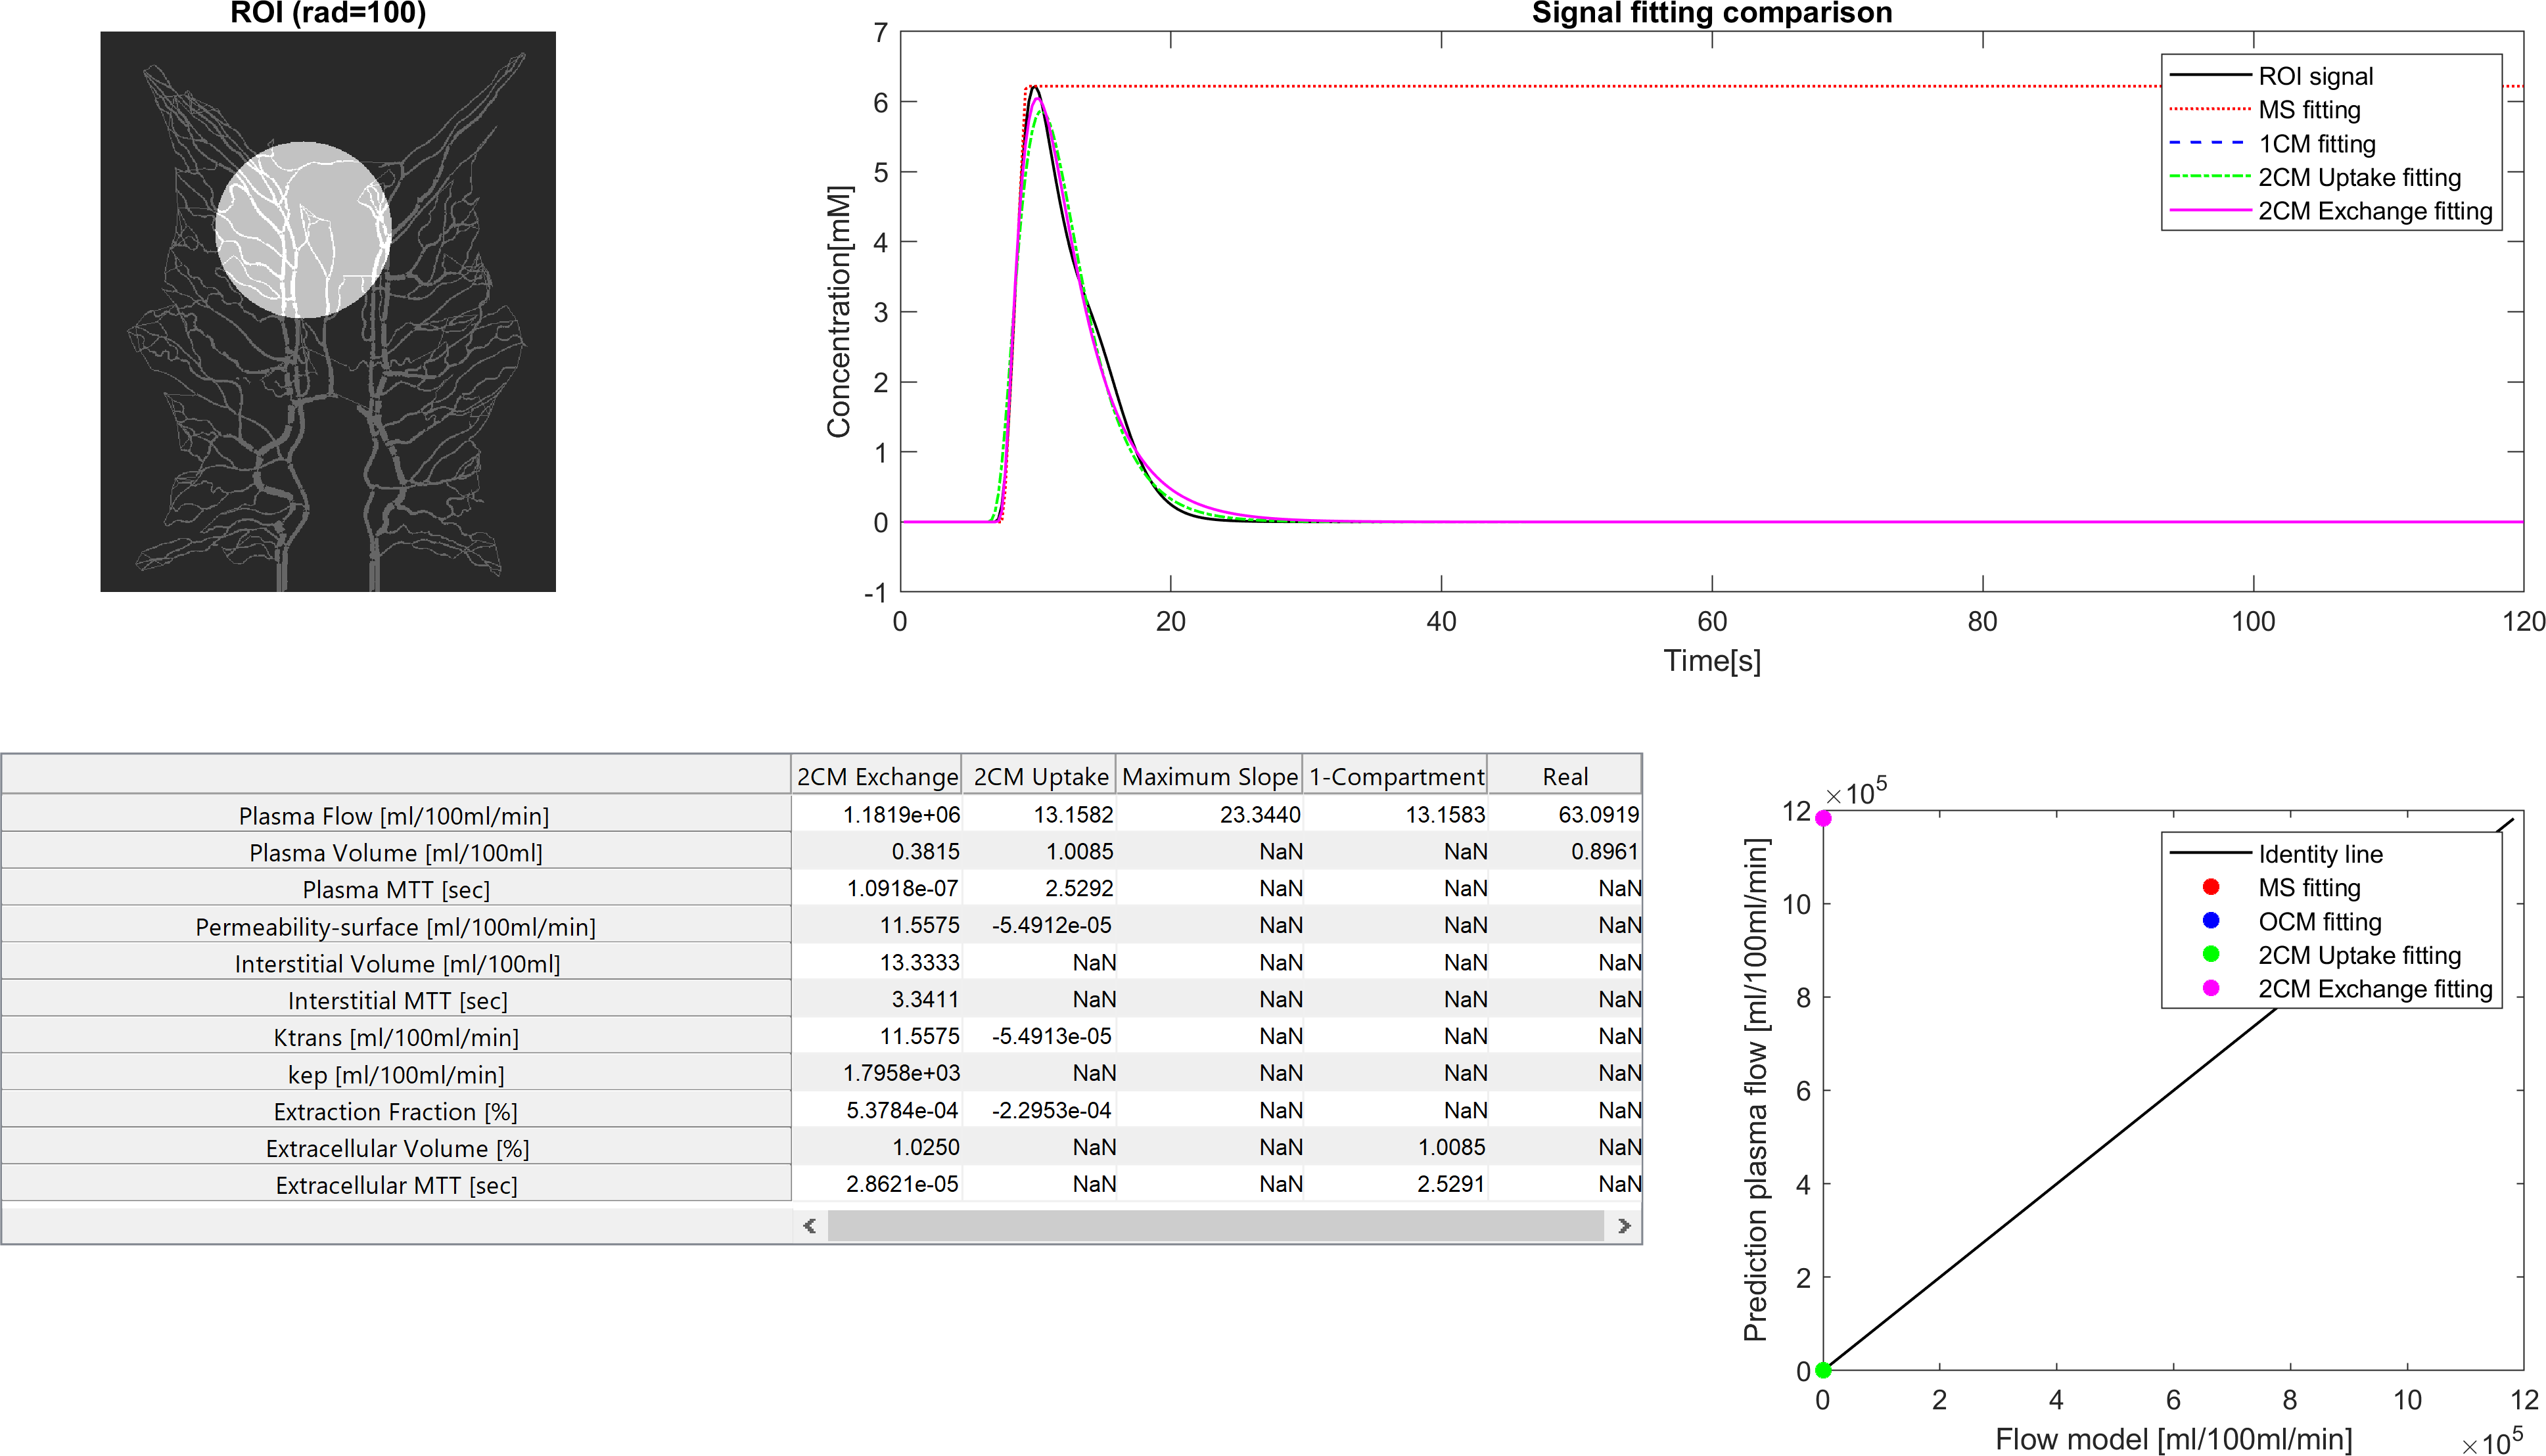 ROI (rad=100)
Signal fitting comparison
7
6
5
4
3
2
1
0
-1
Concentration[mM]
0 20 40 60 80 100 120
Time[s]
ROI signal
MS fitting
1CM fitting
2CM Uptake fitting
2CM Exchange fitting
2CM Exchange 2CM Uptake Maximum Slope 1-Compartment Real
Plasma Flow [ml/100ml/min] 1.1819e+06 13.1582 23.3440 13.1583 63.0919
Plasma Volume [ml/100ml] 0.3815 1.0085 NaN NaN 0.8961
Plasma MTT [sec] 1.0918e-07 2.5292 NaN NaN NaN
Permeability-surface [ml/100ml/min] 11.5575 -5.4912e-05 NaN NaN NaN
Interstitial Volume [ml/100ml] 13.3333 NaN NaN NaN NaN
Interstitial MTT [sec] 3.3411 NaN NaN NaN NaN
Ktrans [ml/100ml/min] 11.5575 -5.4913e-05 NaN NaN NaN
kep [ml/100ml/min] 1.7958e+03 NaN NaN NaN NaN
Extraction Fraction [%] 5.3784e-04 -2.2953e-04 NaN NaN NaN
Extracellular Volume [%] 1.0250 NaN NaN 1.0085 NaN
Extracellular MTT [sec] 2.8621e-05 NaN NaN 2.5291 NaN
×10⁵
12
10
8
6
4
2
0
Prediction plasma flow [ml/100ml/min]
Identity line
MS fitting
OCM fitting
2CM Uptake fitting
2CM Exchange fitting
0 2 4 6 8 10 12
Flow model [ml/100ml/min]
×10⁵